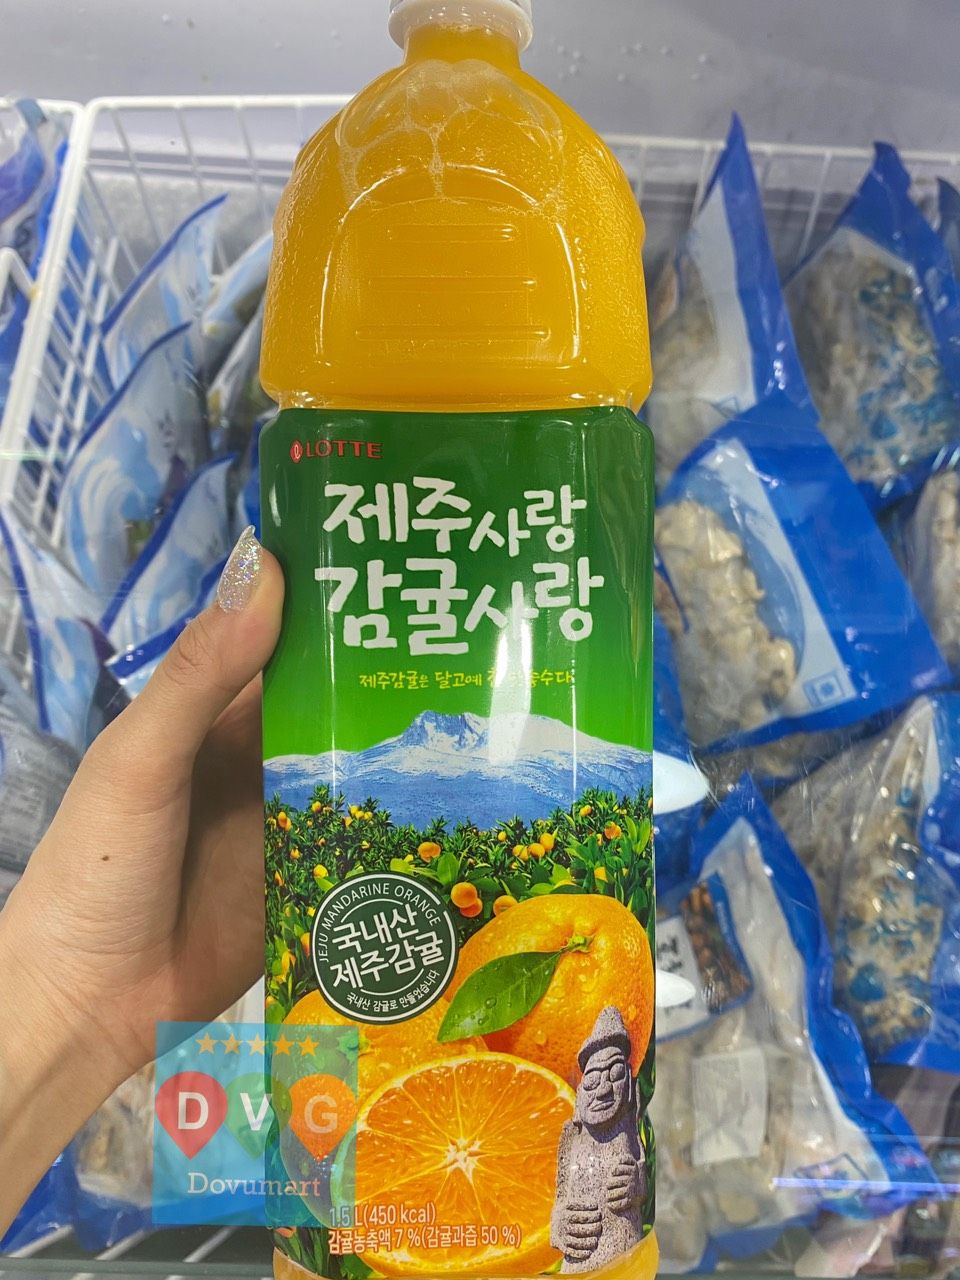 LOTTE
제주사랑
감귤사랑
제주감귤은 달고예
JEJU MANDARINE ORANGE
국내산
제주감귤
국내산 감귤로 만들었습니다
DVG
Dovumart
1.5 L(450 kcal)
감귤농축액 7 %(감귤과즙 50 %)